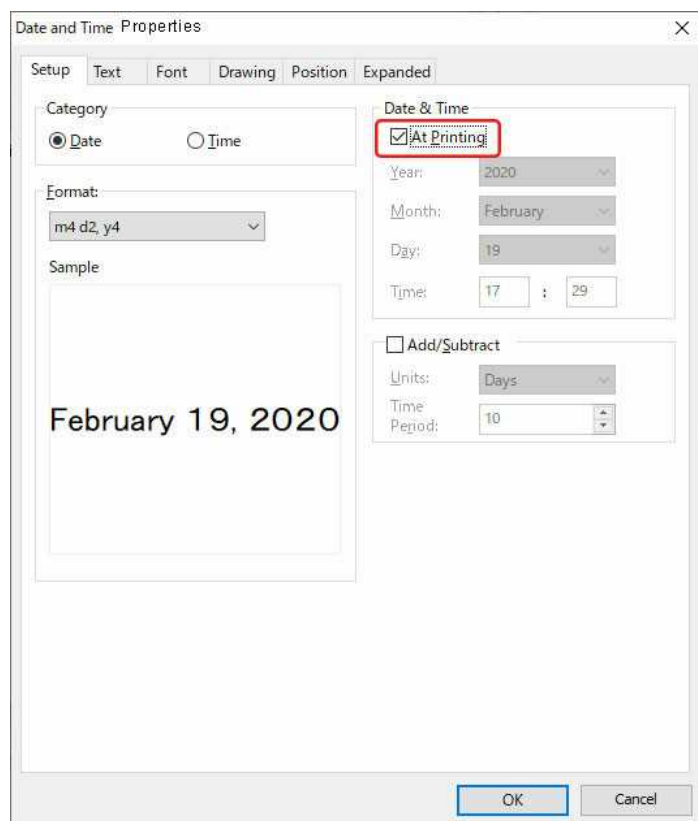 Date and Time Properties
Setup Text Font Drawing Position Expanded
Category
Date Time
Format:
m4 d2, y4
Sample
February 19, 2020
Date & Time
At Printing
Year: 2020
Month: February
Day: 19
Time: 17 : 29
Add/Subtract
Units: Days
Time
Period: 10
OK Cancel